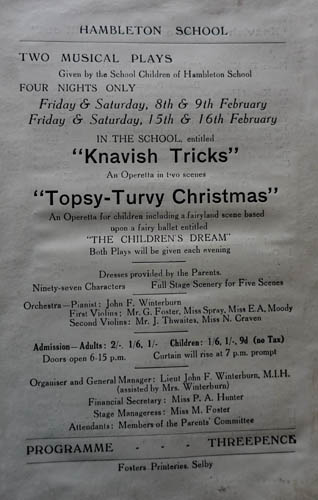 HAMBLETON SCHOOL
TWO MUSICAL PLAYS
Given by the School Children of Hambleton School
FOUR NIGHTS ONLY
Friday & Saturday, 8th & 9th February
Friday & Saturday, 15th & 16th February
IN THE SCHOOL, entitled
"Knavish Tricks"
An Operetta in two scenes
"Topsy-Turvy Christmas"
An Operetta for children including a fairyland scene based
upon a fairy ballet entitled
"THE CHILDREN'S DREAM"
Both Plays will be given each evening
Dresses provided by the Parents.
Ninety-seven Characters Full Stage Scenery for Five Scenes
Orchestra—Pianist: John F. Winterburn
First Violins; Mr. G. Foster, Miss Spray, Miss E.A. Moody
Second Violins: Mr. J. Thwaites, Miss N. Craven
Admission—Adults: 2/-. 1/6, 1/- Children: 1/6, 1/-, 9d (no Tax)
Doors open 6-15 p.m. Curtain will rise at 7 p.m. prompt
Organiser and General Manager: Lieut John F. Winterburn, M.I.H.
(assisted by Mrs. Winterburn)
Financial Secretary: Miss P. A. Hunter
Stage Manageress: Miss M. Foster
Attendants: Members of the Parents' Committee
PROGRAMME - - - THREEPENCE
Fosters Printeries, Selby